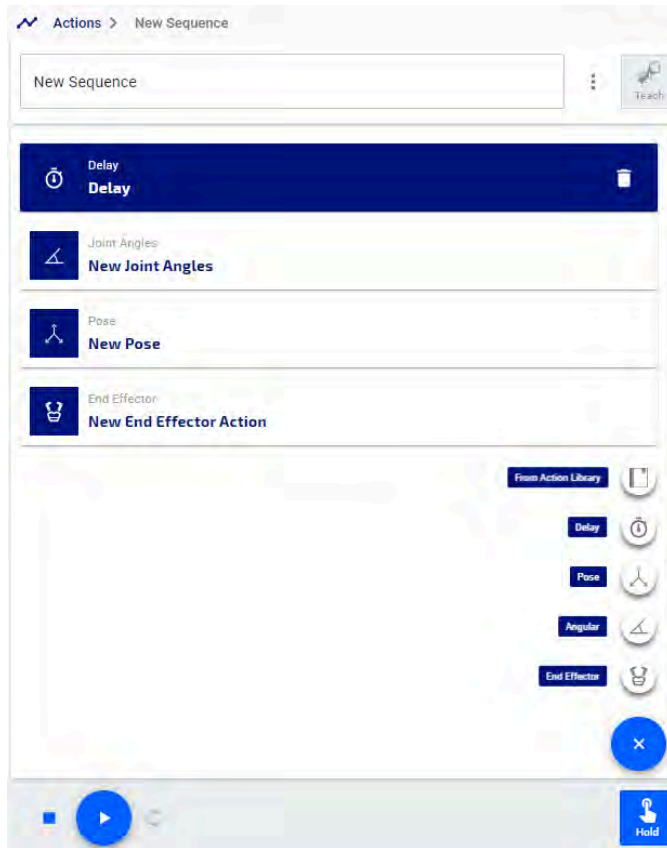 Actions > New Sequence
New Sequence
Teach
Delay
Delay
Joint Angles
New Joint Angles
Pose
New Pose
End Effector
New End Effector Action
From Action Library
Delay
Pose
Angular
End Effector
Hold